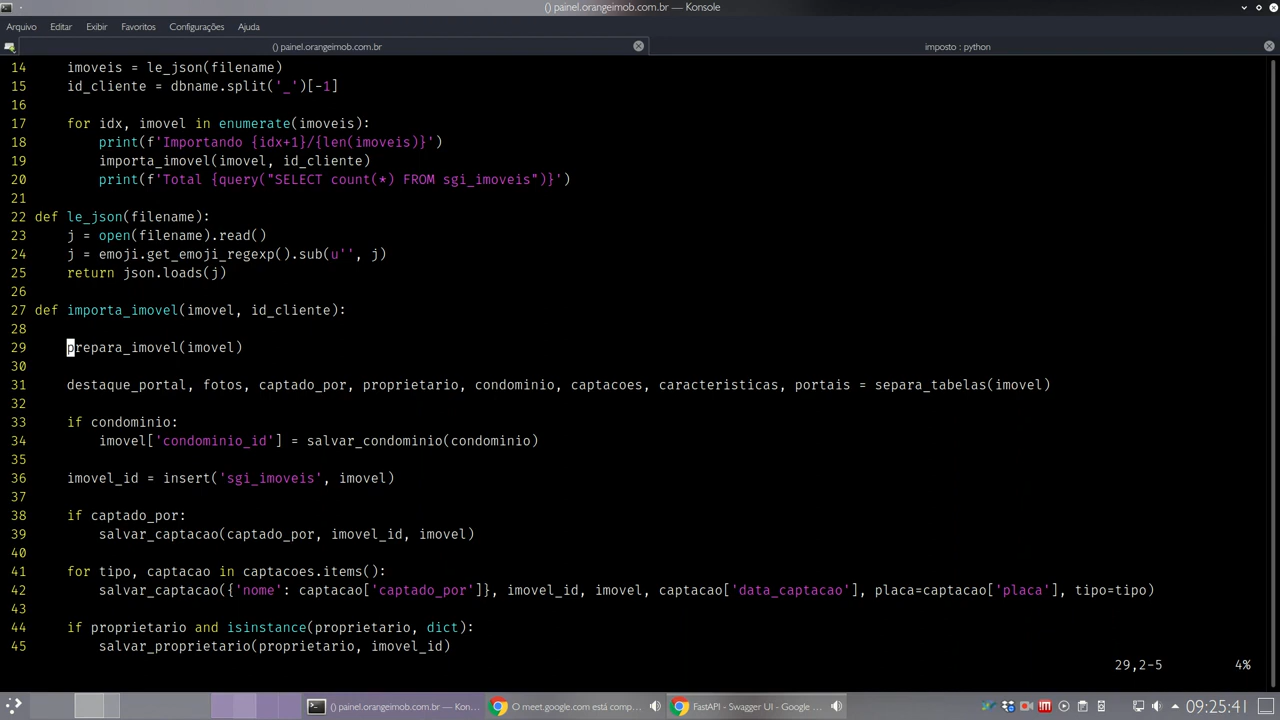 () painel.orangeimob.com.br — Konsole
Arquivo Editar Exibir Favoritos Configurações Ajuda
() painel.orangeimob.com.br
imposto : python
14 imoveis = le_json(filename)
15 id_cliente = dbname.split('_')[-1]
16
17 for idx, imovel in enumerate(imoveis):
18 print(f'Importando {idx+1}/{len(imoveis)}')
19 importa_imovel(imovel, id_cliente)
20 print(f'Total {query("SELECT count(*) FROM sgi_imoveis")}')
21
22 def le_json(filename):
23 j = open(filename).read()
24 j = emoji.get_emoji_regexp().sub(u'', j)
25 return json.loads(j)
26
27 def importa_imovel(imovel, id_cliente):
28
29 prepara_imovel(imovel)
30
31 destaque_portal, fotos, captado_por, proprietario, condominio, captacoes, caracteristicas, portais = separa_tabelas(imovel)
32
33 if condominio:
34 imovel['condominio_id'] = salvar_condominio(condominio)
35
36 imovel_id = insert('sgi_imoveis', imovel)
37
38 if captado_por:
39 salvar_captacao(captado_por, imovel_id, imovel)
40
41 for tipo, captacao in captacoes.items():
42 salvar_captacao({'nome': captacao['captado_por']}, imovel_id, imovel, captacao['data_captacao'], placa=captacao['placa'], tipo=tipo)
43
44 if proprietario and isinstance(proprietario, dict):
45 salvar_proprietario(proprietario, imovel_id)
29,2-5 4%
() painel.orangeimob.com.br — Kon...
O meet.google.com está comp...
FastAPI - Swagger UI - Google ...
09:25:41